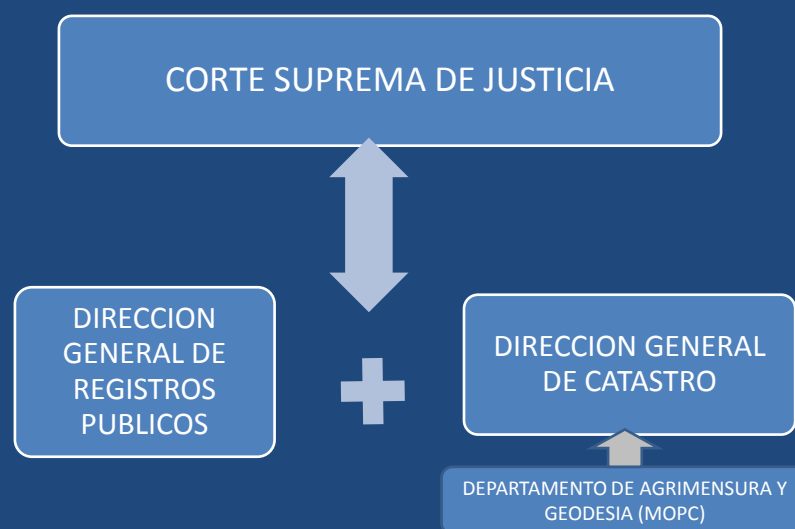 CORTE SUPREMA DE JUSTICIA
DIRECCION
GENERAL DE
REGISTROS
PUBLICOS
DIRECCION GENERAL
DE CATASTRO
DEPARTAMENTO DE AGRIMENSURA Y
GEODESIA (MOPC)